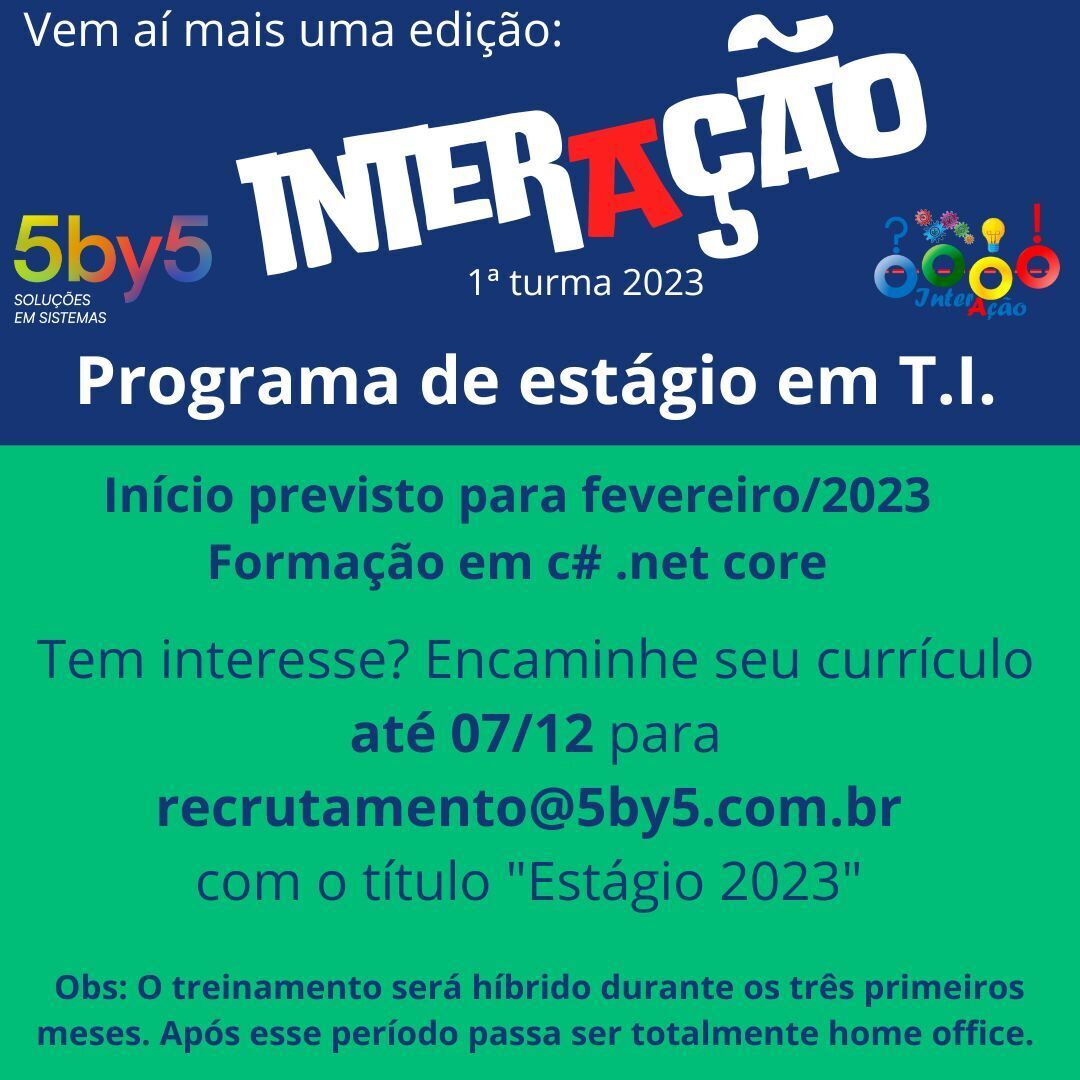 Vem aí mais uma edição:
INTERAÇÃO
1ª turma 2023
5by5
SOLUÇÕES
EM SISTEMAS
?
!
InterAção
Programa de estágio em T.I.
Início previsto para fevereiro/2023
Formação em c# .net core
Tem interesse? Encaminhe seu currículo
até 07/12 para
recrutamento@5by5.com.br
com o título "Estágio 2023"
Obs: O treinamento será híbrido durante os três primeiros
meses. Após esse período passa ser totalmente home office.